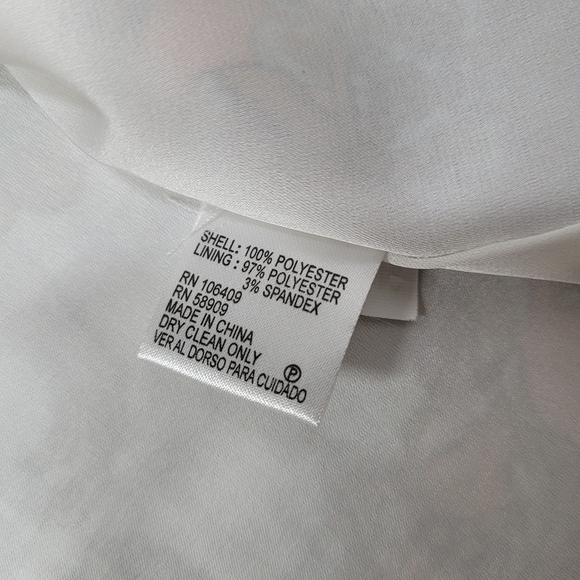 SHELL: 100% POLYESTER
LINING : 97% POLYESTER
3% SPANDEX
RN 106409
RN 58909
MADE IN CHINA
DRY CLEAN ONLY
VER AL DORSO PARA CUIDADO
P